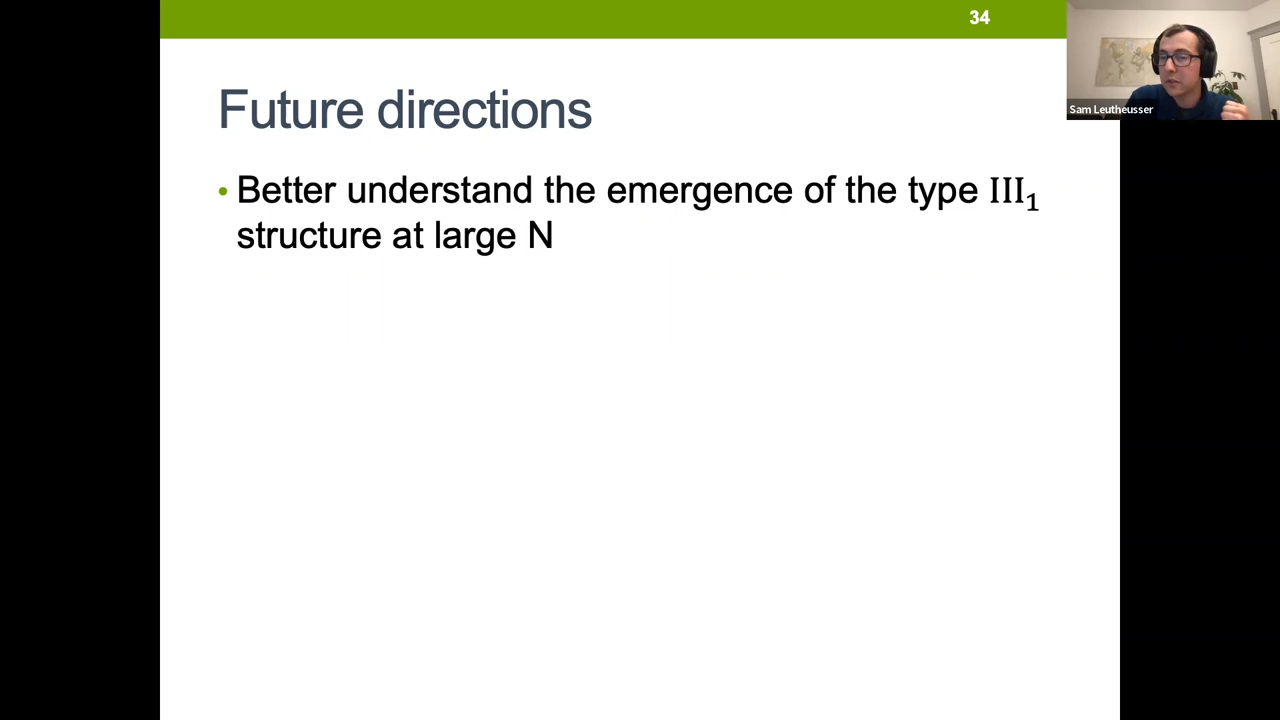 34
Sam Leutheusser
Future directions
• Better understand the emergence of the type III₁
structure at large N